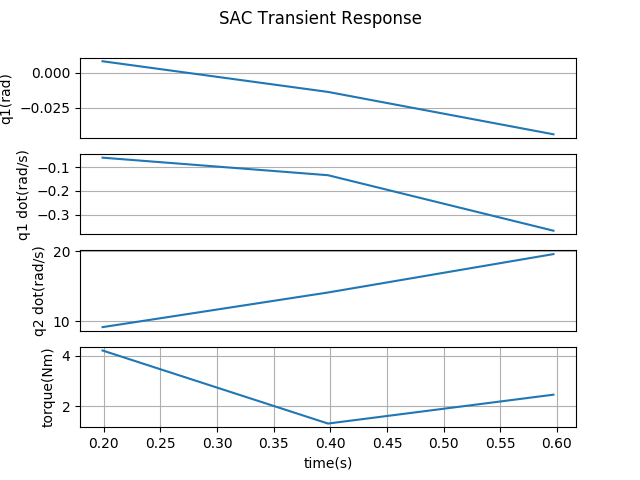 SAC Transient Response
0.000
−0.025
q1(rad)
−0.1
−0.2
−0.3
q1 dot(rad/s)
20
10
q2 dot(rad/s)
4
2
torque(Nm)
0.20 0.25 0.30 0.35 0.40 0.45 0.50 0.55 0.60
time(s)